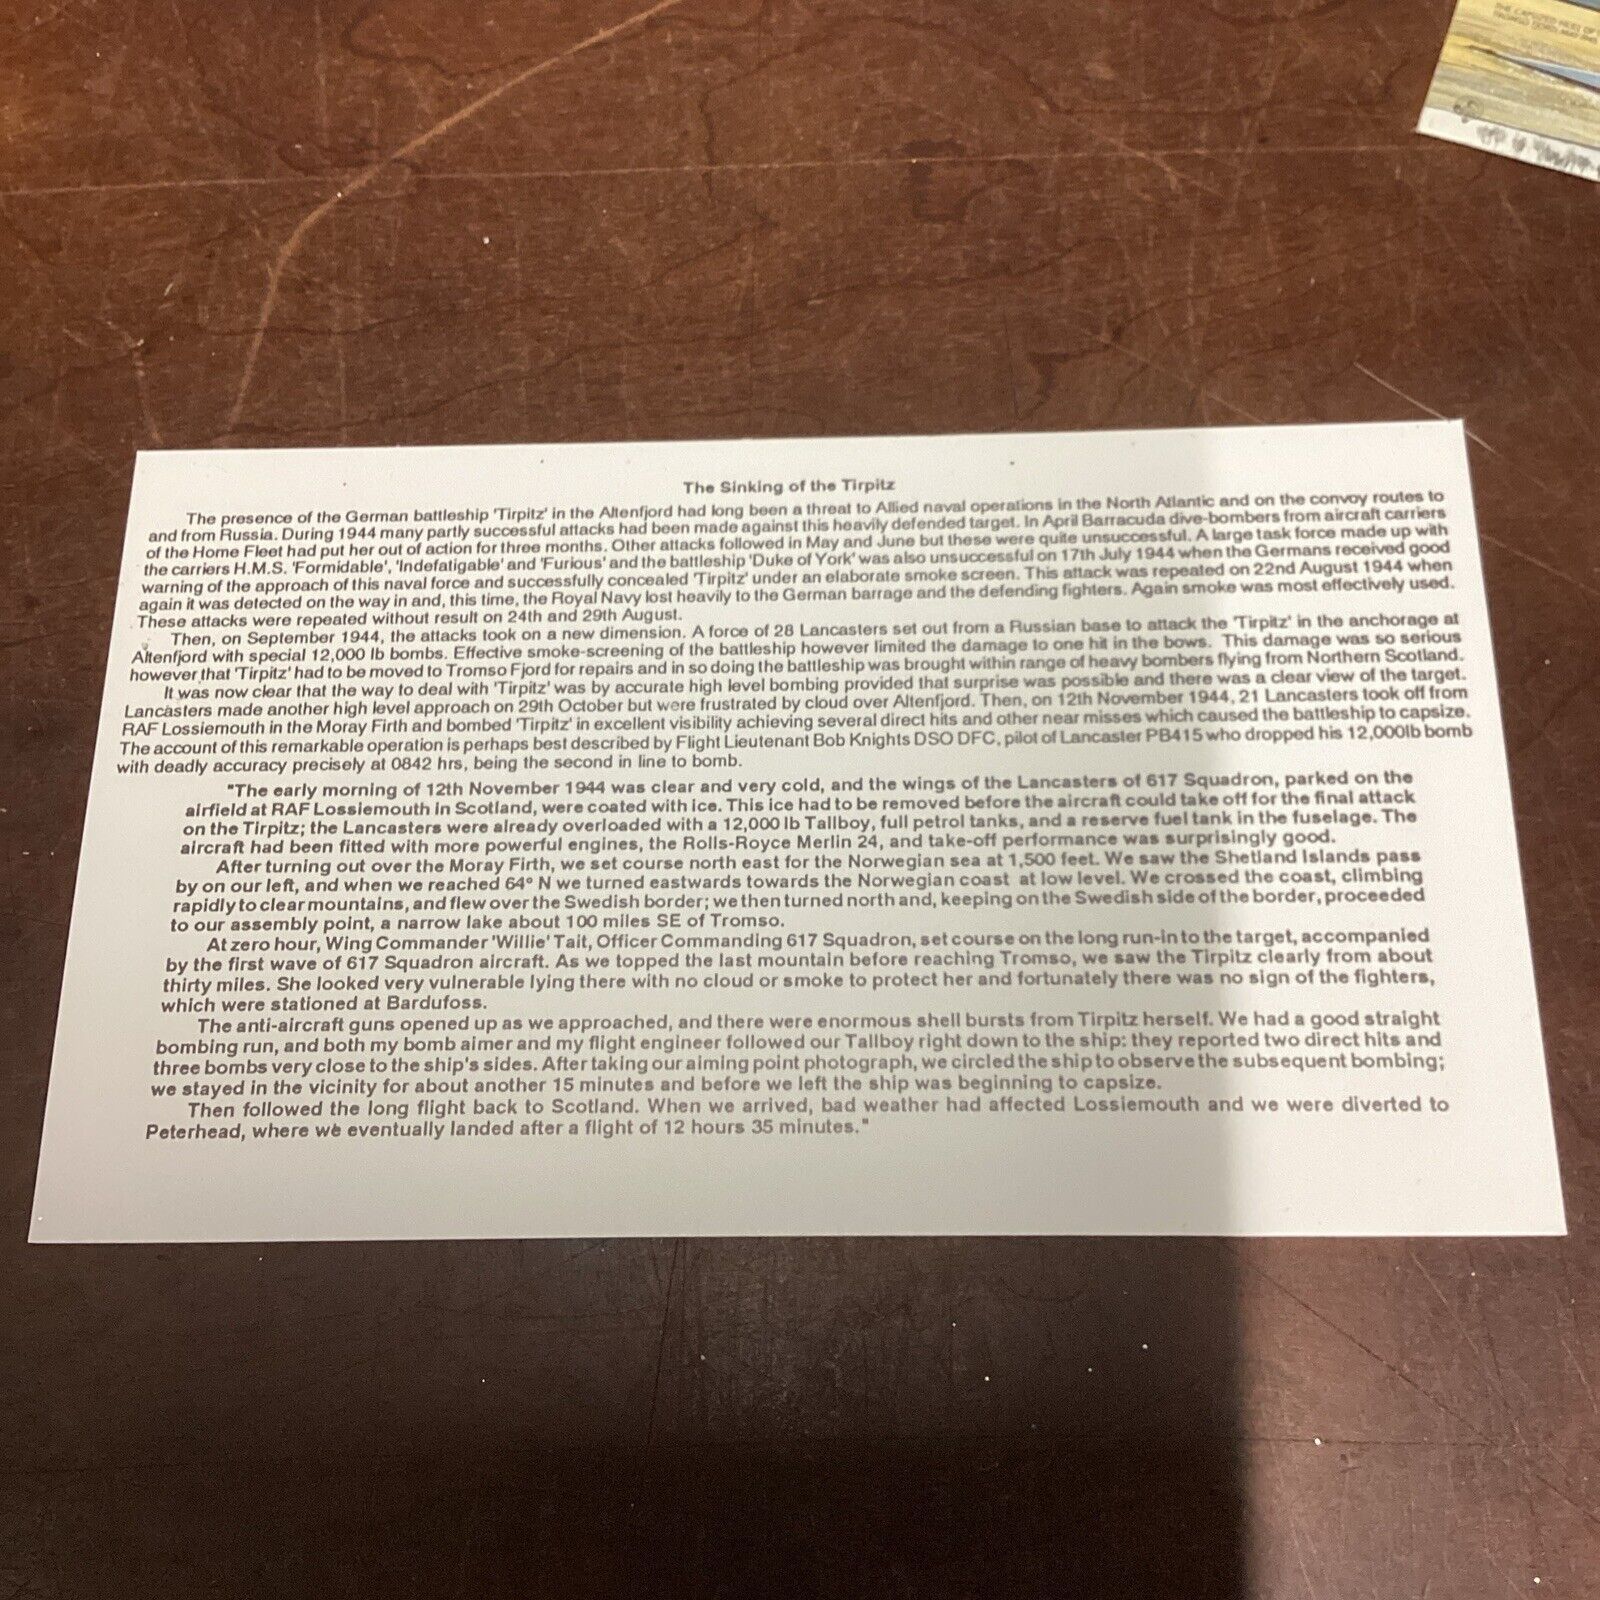 The Sinking of the Tirpitz
The presence of the German battleship 'Tirpitz' in the Altenfjord had long been a threat to Allied naval operations in the North Atlantic and on the convoy routes to
and from Russia. During 1944 many partly successful attacks had been made against this heavily defended target. In April Barracuda dive-bombers from aircraft carriers
of the Home Fleet had put her out of action for three months. Other attacks followed in May and June but these were quite unsuccessful. A large task force made up with
the carriers H.M.S. 'Formidable', 'Indefatigable' and 'Furious' and the battleship 'Duke of York' was also unsuccessful on 17th July 1944 when the Germans received good
warning of the approach of this naval force and successfully concealed 'Tirpitz' under an elaborate smoke screen. This attack was repeated on 22nd August 1944 when
again it was detected on the way in and, this time, the Royal Navy lost heavily to the German barrage and the defending fighters. Again smoke was most effectively used.
These attacks were repeated without result on 24th and 29th August.
Then, on September 1944, the attacks took on a new dimension. A force of 28 Lancasters set out from a Russian base to attack the 'Tirpitz' in the anchorage at
Altenfjord with special 12,000 lb bombs. Effective smoke-screening of the battleship however limited the damage to one hit in the bows. This damage was so serious
however that 'Tirpitz' had to be moved to Tromso Fjord for repairs and in so doing the battleship was brought within range of heavy bombers flying from Northern Scotland.
It was now clear that the way to deal with 'Tirpitz' was by accurate high level bombing provided that surprise was possible and there was a clear view of the target.
Lancasters made another high level approach on 29th October but were frustrated by cloud over Altenfjord. Then, on 12th November 1944, 21 Lancasters took off from
RAF Lossiemouth in the Moray Firth and bombed 'Tirpitz' in excellent visibility achieving several direct hits and other near misses which caused the battleship to capsize.
The account of this remarkable operation is perhaps best described by Flight Lieutenant Bob Knights DSO DFC, pilot of Lancaster PB415 who dropped his 12,000lb bomb
with deadly accuracy precisely at 0842 hrs, being the second in line to bomb.
"The early morning of 12th November 1944 was clear and very cold, and the wings of the Lancasters of 617 Squadron, parked on the
airfield at RAF Lossiemouth in Scotland, were coated with ice. This ice had to be removed before the aircraft could take off for the final attack
on the Tirpitz; the Lancasters were already overloaded with a 12,000 lb Tallboy, full petrol tanks, and a reserve fuel tank in the fuselage. The
aircraft had been fitted with more powerful engines, the Rolls-Royce Merlin 24, and take-off performance was surprisingly good.
After turning out over the Moray Firth, we set course north east for the Norwegian sea at 1,500 feet. We saw the Shetland Islands pass
by on our left, and when we reached 64° N we turned eastwards towards the Norwegian coast at low level. We crossed the coast, climbing
rapidly to clear mountains, and flew over the Swedish border; we then turned north and, keeping on the Swedish side of the border, proceeded
to our assembly point, a narrow lake about 100 miles SE of Tromso.
At zero hour, Wing Commander 'Willie' Tait, Officer Commanding 617 Squadron, set course on the long run-in to the target, accompanied
by the first wave of 617 Squadron aircraft. As we topped the last mountain before reaching Tromso, we saw the Tirpitz clearly from about
thirty miles. She looked very vulnerable lying there with no cloud or smoke to protect her and fortunately there was no sign of the fighters,
which were stationed at Bardufoss.
The anti-aircraft guns opened up as we approached, and there were enormous shell bursts from Tirpitz herself. We had a good straight
bombing run, and both my bomb aimer and my flight engineer followed our Tallboy right down to the ship: they reported two direct hits and
three bombs very close to the ship's sides. After taking our aiming point photograph, we circled the ship to observe the subsequent bombing;
we stayed in the vicinity for about another 15 minutes and before we left the ship was beginning to capsize.
Then followed the long flight back to Scotland. When we arrived, bad weather had affected Lossiemouth and we were diverted to
Peterhead, where we eventually landed after a flight of 12 hours 35 minutes."